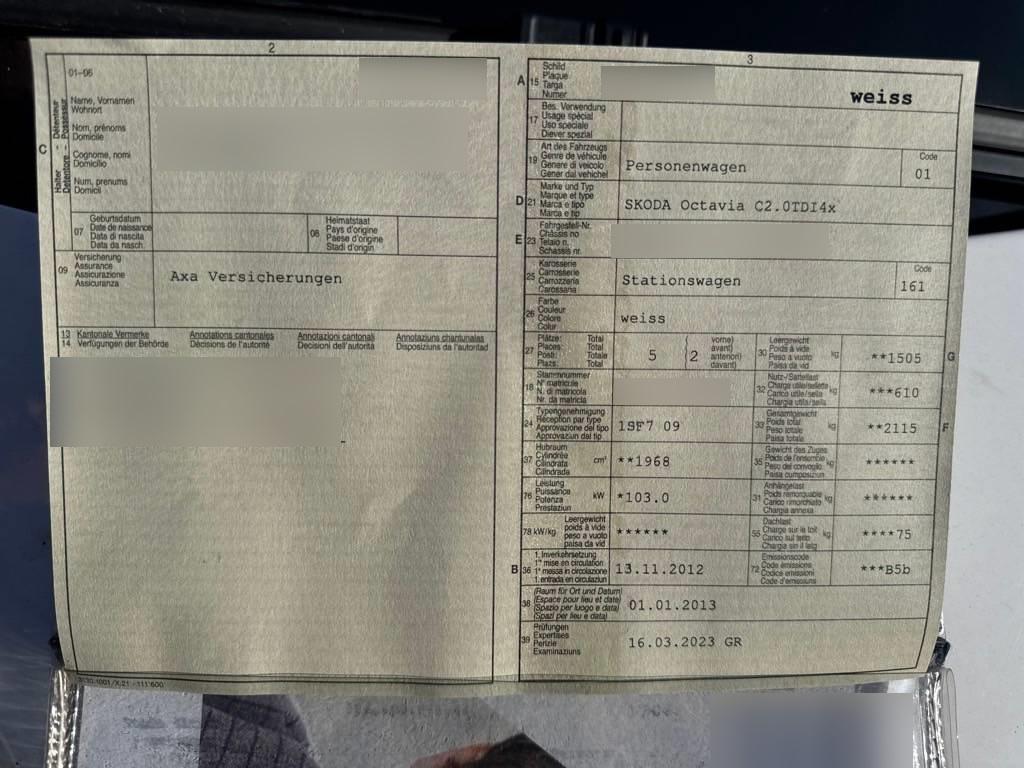 2
01-06
C
Halter - Détenteur
Detentore - Possessur
Name, Vornamen
Wohnort
Nom, prénoms
Domicile
Cognome, nomi
Domicilio
Num, prenums
Domicil
07
Geburtsdatum
Date de naissance
Data di nascita
Data da nasch.
08
Heimatstaat
Pays d'origine
Paese d'origine
Stadi d'origin
09
Versicherung
Assurance
Assicurazione
Assicuranza
Axa Versicherungen
13 Kantonale Vermerke Annotations cantonales Annotazioni cantonali Annotaziuns chantunalas
14 Verfügungen der Behörde Décisions de l'autorité Decisioni dell'autorità Disposiziuns da l'autoritad
3
A 15
Schild
Plaque
Targa
Numer
weiss
17
Bes. Verwendung
Usage spécial
Uso speciale
Diever spezial
19
Art des Fahrzeugs
Genre de véhicule
Genere di veicolo
Gener dal vehichel
Personenwagen
Code
01
D 21
Marke und Typ
Marque et type
Marca e tipo
Marca e tip
SKODA Octavia C2.0TDI4x
E 23
Fahrgestell-Nr.
Châssis no
Telaio n.
Schassis nr.
25
Karosserie
Carrosserie
Carrozzeria
Carossaria
Stationswagen
Code
161
26
Farbe
Couleur
Colore
Colur
weiss
27
Plätze: Total
Places: Total
Posti: Totale
Plazs: Total
5 (2
vorne)
avant)
anteriori)
davant)
30
Leergewicht
Poids à vide
Peso a vuoto
Paisa da vid
kg
**1505
G
18
Stammnummer
N° matricule
N. di matricola
Nr. da matricla
32
Nutz-/Sattellast
Charge utile/sellette
Carico utile/sella
Chargia utila/sella
kg
***610
24
Typengenehmigung
Réception par type
Approvazione del tipo
Approvaziun dal tip
1SF7 09
33
Gesamtgewicht
Poids total
Peso totale
Paisa totala
kg
**2115
F
37
Hubraum
Cylindrée
Cilindrata
Cilindrada
cm³
**1968
35
Gewicht des Zuges
Poids de l'ensemble
Peso del convoglio
Paisa cumposiziun
kg
******
76
Leistung
Puissance
Potenza
Prestaziun
kW
*103.0
31
Anhängelast
Poids remorquable
Carico rimorchiato
Chargia annexa
kg
******
78 kW/kg
Leergewicht
poids à vide
peso a vuoto
paisa da vid
******
55
Dachlast
Charge sur le toit
Carico sul tetto
Chargia sin il tetg
kg
****75
B 36
1. Inverkehrsetzung
1re mise en circulation
1a messa in circolazione
1. entrada en circulaziun
13.11.2012
72
Emissionscode
Code émissions
Codice emissioni
Code d'emissiuns
***B5b
38
(Raum für Ort und Datum)
(Espace pour lieu et date)
(Spazio per luogo e data)
(Spazi per lieu e data)
01.01.2013
39
Prüfungen
Expertises
Perizie
Examinaziuns
16.03.2023 GR